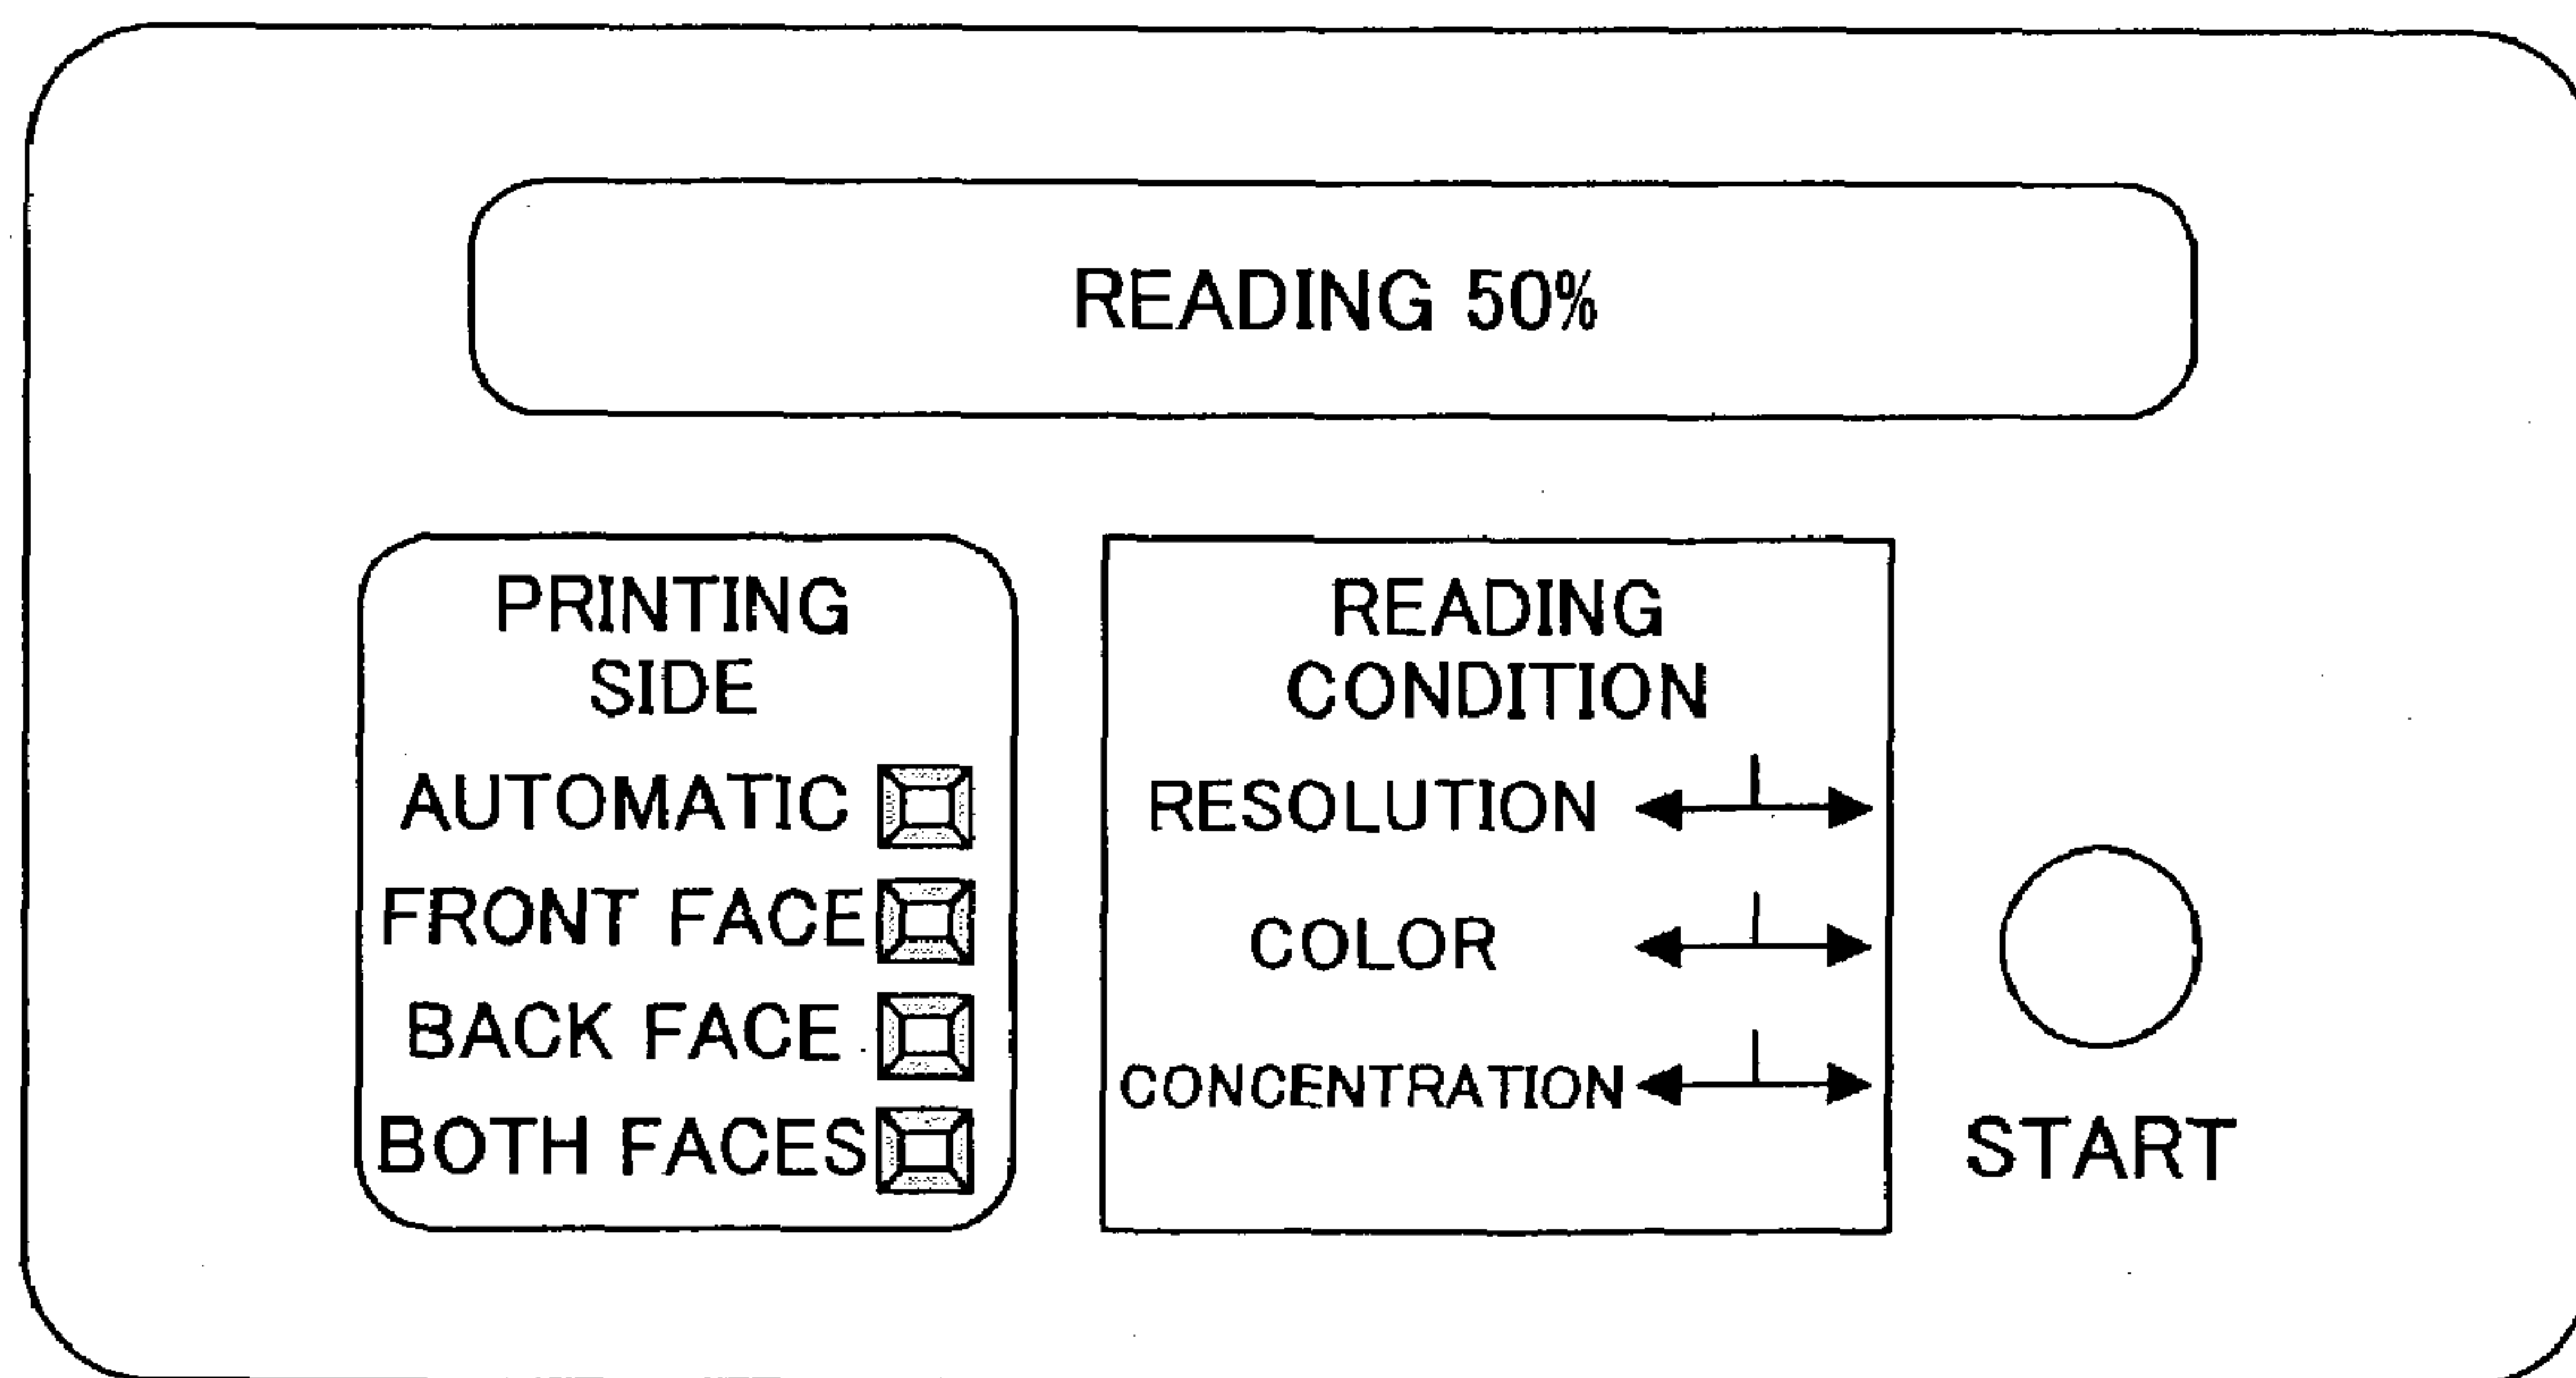 READING 50%
PRINTING
SIDE
AUTOMATIC
FRONT FACE
BACK FACE
BOTH FACES
READING
CONDITION
RESOLUTION
COLOR
CONCENTRATION
START